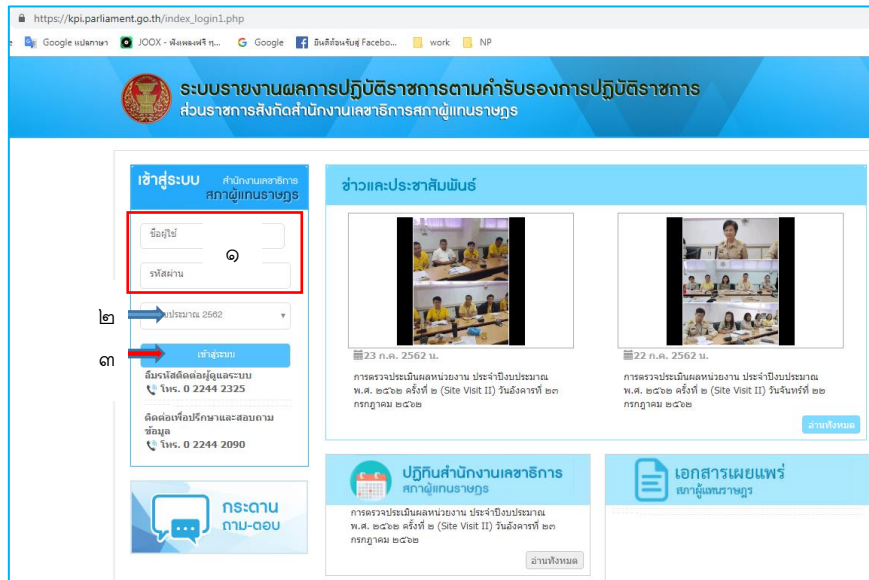 https://kpi.parliament.go.th/index_login1.php
Google แปลภาษา JOOX - ฟังเพลงฟรี ทุ... Google ยินดีต้อนรับสู่ Facebo... work NP
ระบบรายงานผลการปฏิบัติราชการตามคำรับรองการปฏิบัติราชการ
ส่วนราชการสังกัดสำนักงานเลขาธิการสภาผู้แทนราษฎร
เข้าสู่ระบบ สำนักงานเลขาธิการ
สภาผู้แทนราษฎร
ชื่อผู้ใช้
๑
รหัสผ่าน
๒
ประมาณ 2562
๓
เข้าสู่ระบบ
ลืมรหัสติดต่อผู้ดูแลระบบ
โทร. 0 2244 2325
ติดต่อเพื่อปรึกษาและสอบถาม
ข้อมูล
โทร. 0 2244 2090
กระดาน
ถาม-ตอบ
ข่าวและประชาสัมพันธ์
23 ก.ค. 2562 น.
การตรวจประเมินผลหน่วยงาน ประจำปีงบประมาณ
พ.ศ. ๒๕๖๒ ครั้งที่ ๒ (Site Visit II) วันอังคารที่ ๒๓
กรกฎาคม ๒๕๖๒
22 ก.ค. 2562 น.
การตรวจประเมินผลหน่วยงาน ประจำปีงบประมาณ
พ.ศ. ๒๕๖๒ ครั้งที่ ๒ (Site Visit II) วันจันทร์ที่ ๒๒
กรกฎาคม ๒๕๖๒
อ่านทั้งหมด
ปฏิทินสำนักงานเลขาธิการ
สภาผู้แทนราษฎร
การตรวจประเมินผลหน่วยงาน ประจำปีงบประมาณ
พ.ศ. ๒๕๖๒ ครั้งที่ ๒ (Site Visit II) วันอังคารที่ ๒๓
กรกฎาคม ๒๕๖๒
อ่านทั้งหมด
เอกสารเผยแพร่
สภาผู้แทนราษฎร